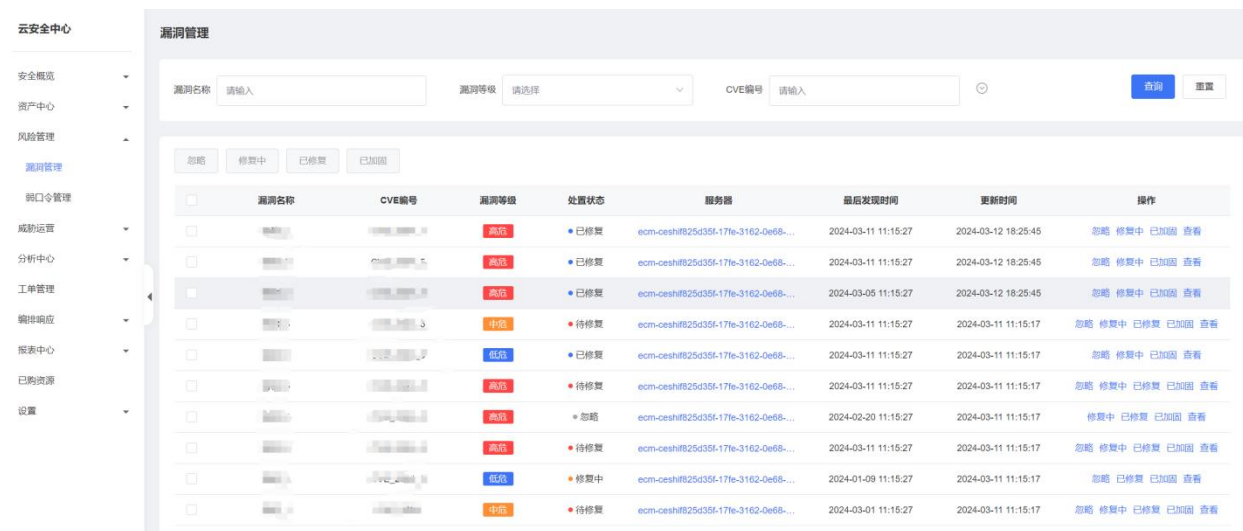 云安全中心
漏洞管理
安全概览
资产中心
风险管理
漏洞管理
弱口令管理
威胁运营
分析中心
工单管理
编排响应
报表中心
已购资源
设置
漏洞名称 请输入 漏洞等级 请选择 CVE编号 请输入 查询 重置
忽略 修复中 已修复 已加固
漏洞名称 CVE编号 漏洞等级 处置状态 服务器 最后发现时间 更新时间 操作
高危 已修复 ecm-ceshif825d35f-17fe-3162-0e68-... 2024-03-11 11:15:27 2024-03-12 18:25:45 忽略 修复中 已加固 查看
高危 已修复 ecm-ceshif825d35f-17fe-3162-0e68-... 2024-03-11 11:15:27 2024-03-12 18:25:45 忽略 修复中 已加固 查看
高危 已修复 ecm-ceshif825d35f-17fe-3162-0e68-... 2024-03-05 11:15:27 2024-03-12 18:25:45 忽略 修复中 已加固 查看
中危 待修复 ecm-ceshif825d35f-17fe-3162-0e68-... 2024-03-11 11:15:27 2024-03-11 11:15:17 忽略 修复中 已修复 已加固 查看
低危 已修复 ecm-ceshif825d35f-17fe-3162-0e68-... 2024-03-11 11:15:27 2024-03-11 11:15:17 忽略 修复中 已加固 查看
高危 待修复 ecm-ceshif825d35f-17fe-3162-0e68-... 2024-03-11 11:15:27 2024-03-11 11:15:17 忽略 修复中 已修复 已加固 查看
高危 忽略 ecm-ceshif825d35f-17fe-3162-0e68-... 2024-02-20 11:15:27 2024-03-11 11:15:17 修复中 已修复 已加固 查看
高危 待修复 ecm-ceshif825d35f-17fe-3162-0e68-... 2024-03-11 11:15:27 2024-03-11 11:15:17 忽略 修复中 已修复 已加固 查看
低危 修复中 ecm-ceshif825d35f-17fe-3162-0e68-... 2024-01-09 11:15:27 2024-03-11 11:15:17 忽略 已修复 已加固 查看
中危 待修复 ecm-ceshif825d35f-17fe-3162-0e68-... 2024-03-01 11:15:27 2024-03-11 11:15:17 忽略 修复中 已修复 已加固 查看